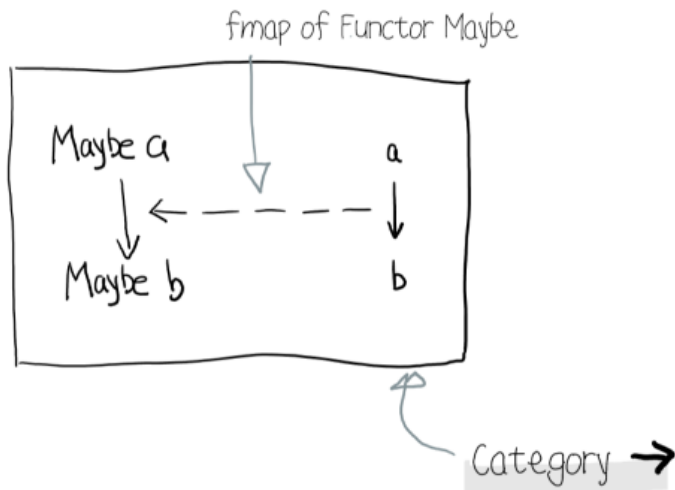 fmap of Functor Maybe
Maybe a
a
Maybe b
b
Category →